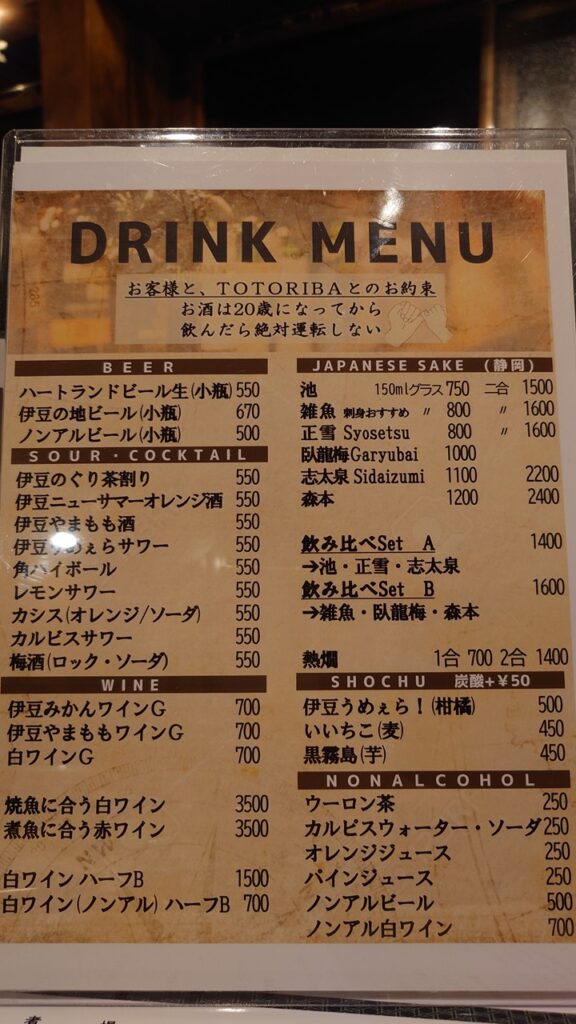 DRINK MENU
お客様と、TOTORIBAとのお約束
お酒は20歳になってから
飲んだら絶対運転しない
BEER
ハートランドビール生(小瓶) 550
伊豆の地ビール(小瓶) 670
ノンアルビール(小瓶) 500
SOUR・COCKTAIL
伊豆のぐり茶割り 550
伊豆ニューサマーオレンジ酒 550
伊豆やまもも酒 550
伊豆うめぇらサワー 550
角ハイボール 550
レモンサワー 550
カシス(オレンジ/ソーダ) 550
カルピスサワー 550
梅酒(ロック・ソーダ) 550
WINE
伊豆みかんワインG 700
伊豆やまももワインG 700
白ワインG 700
焼魚に合う白ワイン 3500
煮魚に合う赤ワイン 3500
白ワイン ハーフB 1500
白ワイン(ノンアル) ハーフB 700
JAPANESE SAKE (静岡)
池 150mlグラス 750 二合 1500
雑魚 刺身おすすめ 〃 800 〃 1600
正雪 Syosetsu 800 〃 1600
臥龍梅 Garyubai 1000
志太泉 Sidaizumi 1100 2200
森本 1200 2400
飲み比べSet A 1400
→池・正雪・志太泉
飲み比べSet B 1600
→雑魚・臥龍梅・森本
熱燗 1合 700 2合 1400
SHOCHU 炭酸+¥50
伊豆うめぇら！(柑橘) 500
いいちこ(麦) 450
黒霧島(芋) 450
NONALCOHOL
ウーロン茶 250
カルピスウォーター・ソーダ 250
オレンジジュース 250
パインジュース 250
ノンアルビール 500
ノンアル白ワイン 700